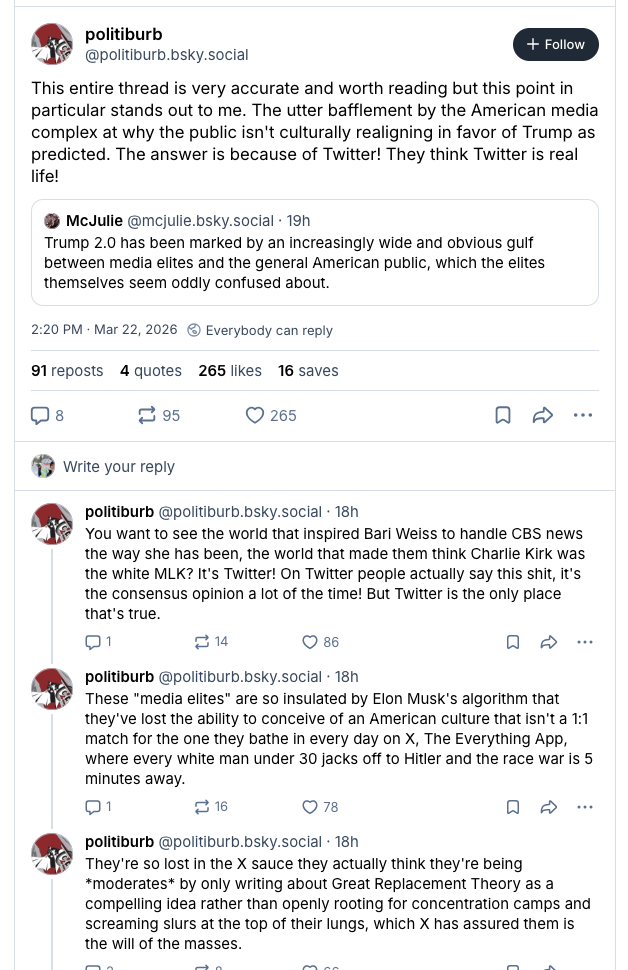 politiburb
@politiburb.bsky.social
+ Follow
This entire thread is very accurate and worth reading but this point in
particular stands out to me. The utter bafflement by the American media
complex at why the public isn't culturally realigning in favor of Trump as
predicted. The answer is because of Twitter! They think Twitter is real
life!
McJulie @mcjulie.bsky.social · 19h
Trump 2.0 has been marked by an increasingly wide and obvious gulf
between media elites and the general American public, which the elites
themselves seem oddly confused about.
2:20 PM · Mar 22, 2026 Everybody can reply
91 reposts 4 quotes 265 likes 16 saves
8 95 265
Write your reply
politiburb @politiburb.bsky.social · 18h
You want to see the world that inspired Bari Weiss to handle CBS news
the way she has been, the world that made them think Charlie Kirk was
the white MLK? It's Twitter! On Twitter people actually say this shit, it's
the consensus opinion a lot of the time! But Twitter is the only place
that's true.
1 14 86
politiburb @politiburb.bsky.social · 18h
These "media elites" are so insulated by Elon Musk's algorithm that
they've lost the ability to conceive of an American culture that isn't a 1:1
match for the one they bathe in every day on X, The Everything App,
where every white man under 30 jacks off to Hitler and the race war is 5
minutes away.
1 16 78
politiburb @politiburb.bsky.social · 18h
They're so lost in the X sauce they actually think they're being
*moderates* by only writing about Great Replacement Theory as a
compelling idea rather than openly rooting for concentration camps and
screaming slurs at the top of their lungs, which X has assured them is
the will of the masses.